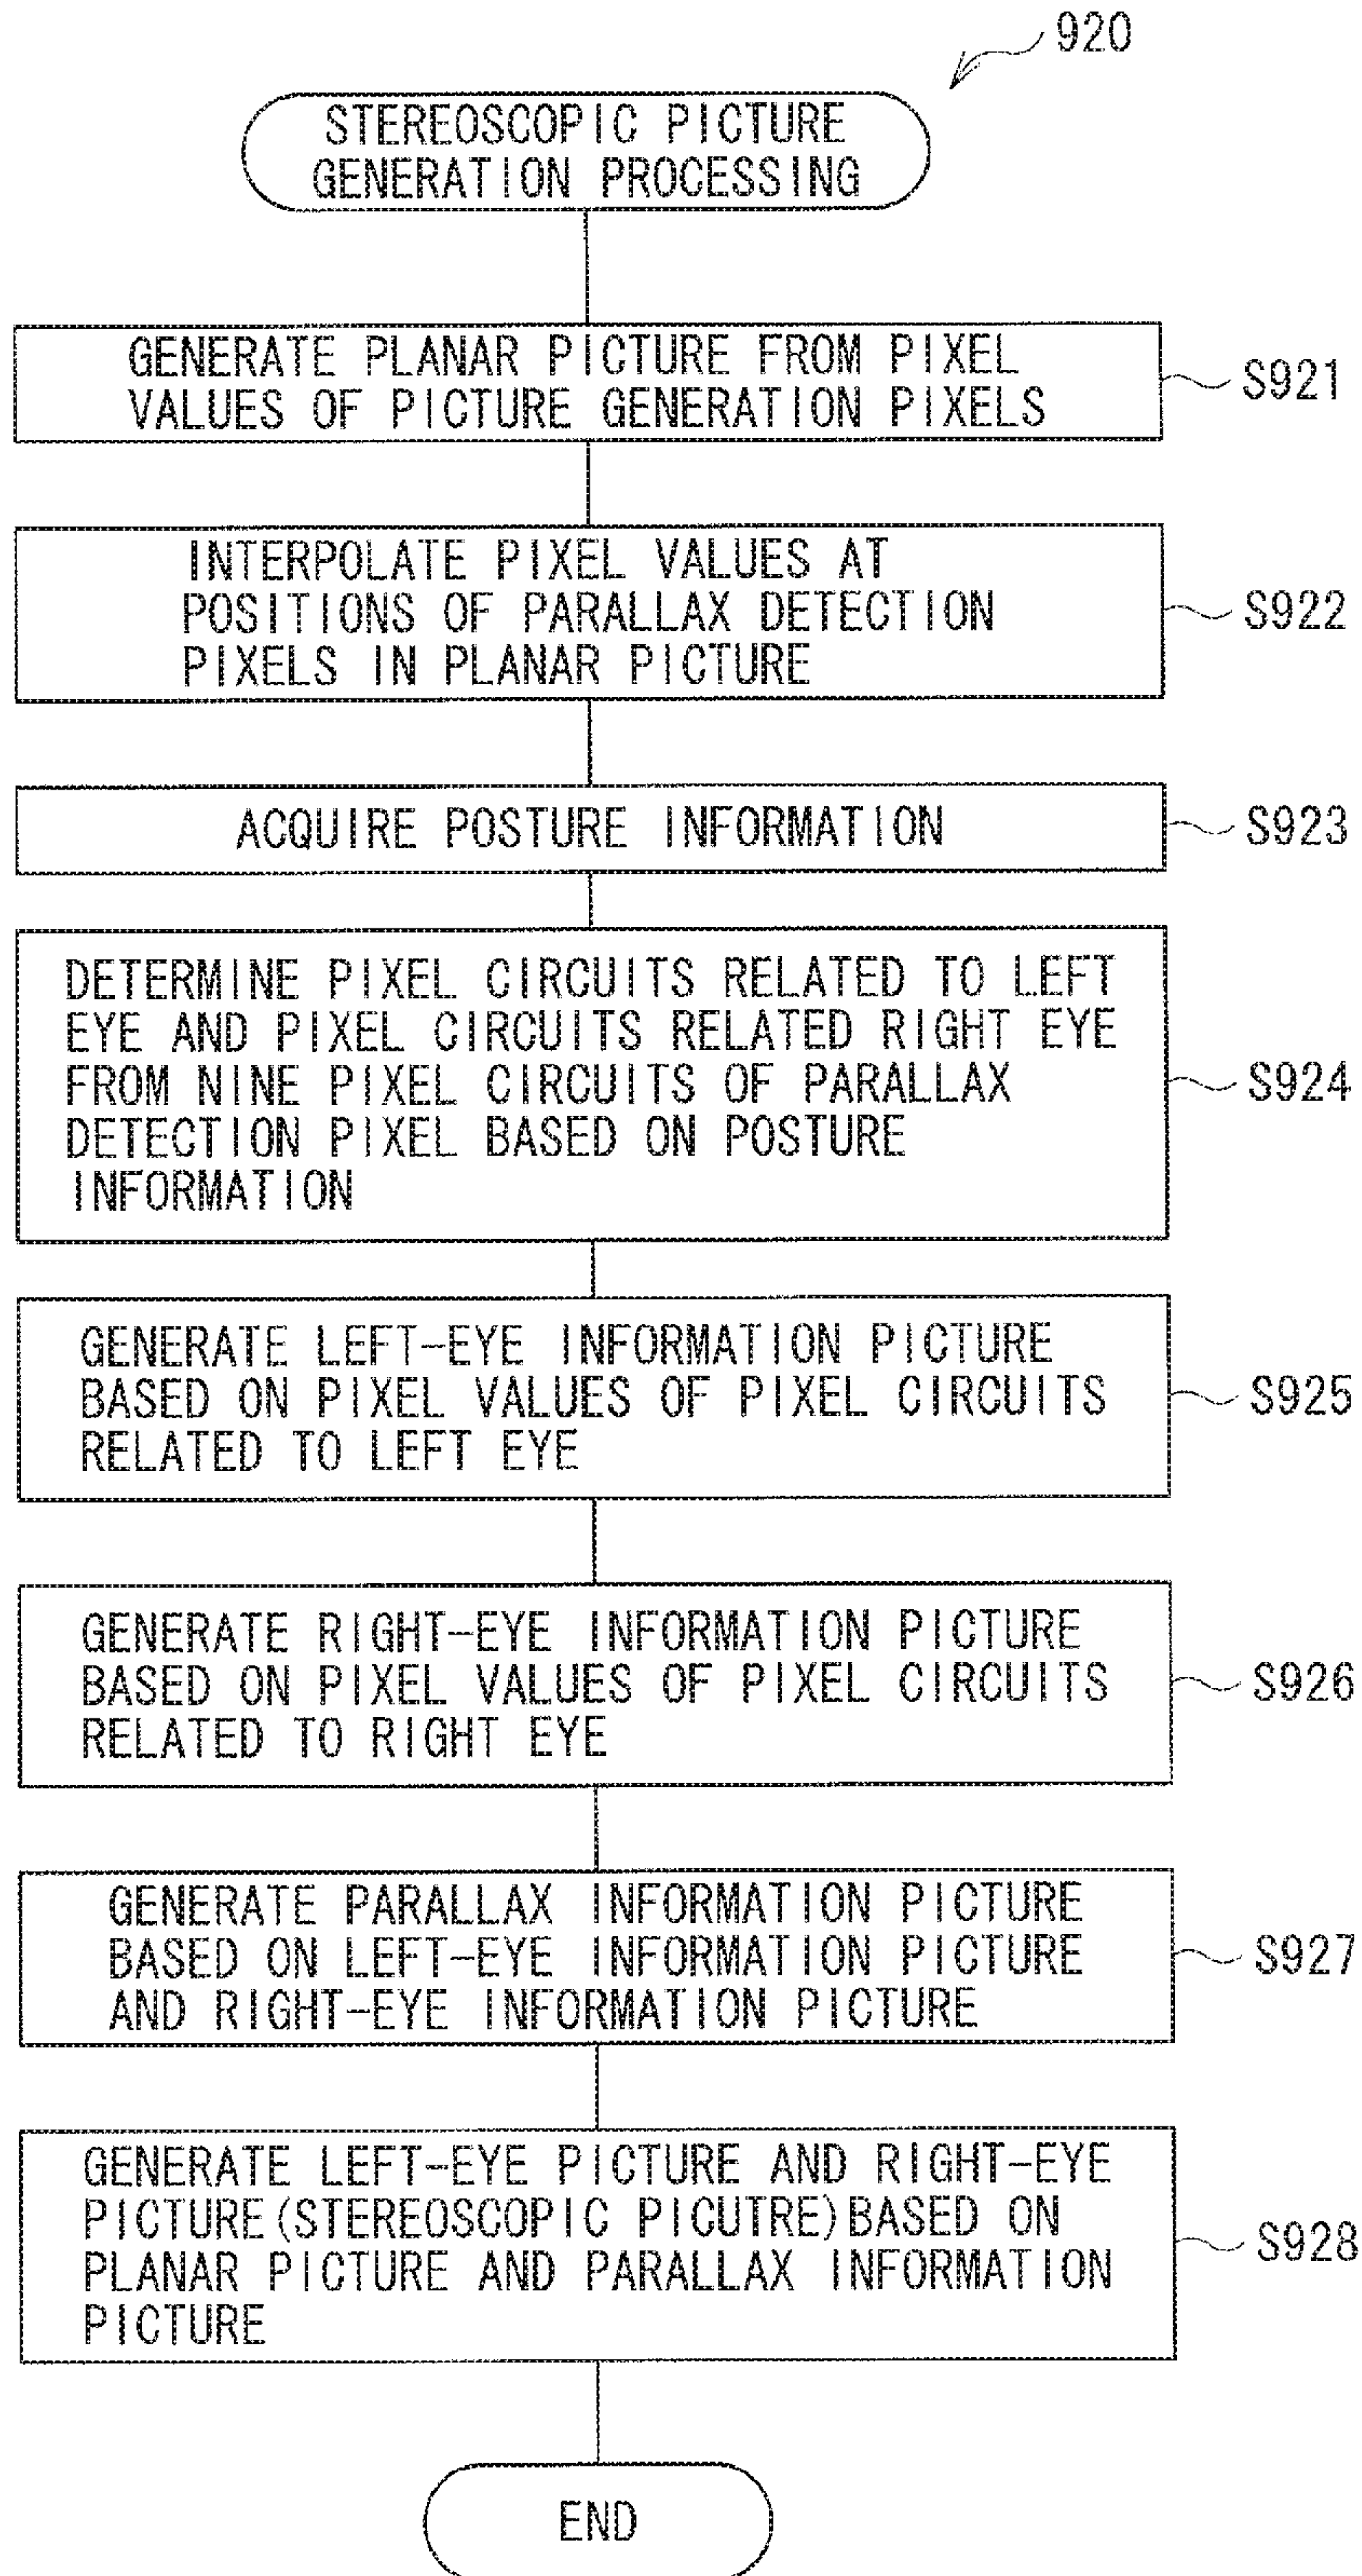 920
STEREOSCOPIC PICTURE
GENERATION PROCESSING
GENERATE PLANAR PICTURE FROM PIXEL
VALUES OF PICTURE GENERATION PIXELS
S921
INTERPOLATE PIXEL VALUES AT
POSITIONS OF PARALLAX DETECTION
PIXELS IN PLANAR PICTURE
S922
ACQUIRE POSTURE INFORMATION
S923
DETERMINE PIXEL CIRCUITS RELATED TO LEFT
EYE AND PIXEL CIRCUITS RELATED RIGHT EYE
FROM NINE PIXEL CIRCUITS OF PARALLAX
DETECTION PIXEL BASED ON POSTURE
INFORMATION
S924
GENERATE LEFT-EYE INFORMATION PICTURE
BASED ON PIXEL VALUES OF PIXEL CIRCUITS
RELATED TO LEFT EYE
S925
GENERATE RIGHT-EYE INFORMATION PICTURE
BASED ON PIXEL VALUES OF PIXEL CIRCUITS
RELATED TO RIGHT EYE
S926
GENERATE PARALLAX INFORMATION PICTURE
BASED ON LEFT-EYE INFORMATION PICTURE
AND RIGHT-EYE INFORMATION PICTURE
S927
GENERATE LEFT-EYE PICTURE AND RIGHT-EYE
PICTURE(STEREOSCOPIC PICUTRE)BASED ON
PLANAR PICTURE AND PARALLAX INFORMATION
PICTURE
S928
END